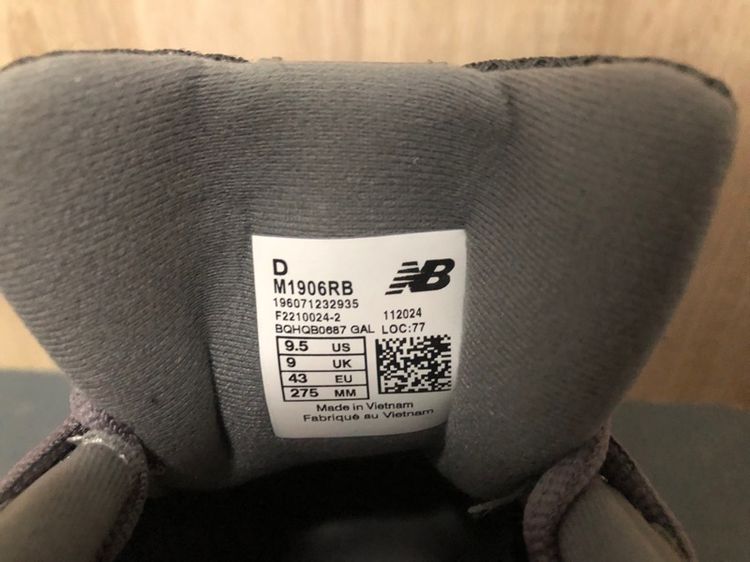 D
NB
M1906RB
196071232935
F2210024-2 112024
BQHQB0687 GAL LOC:77
9.5 US
9 UK
43 EU
275 MM
Made in Vietnam
Fabriqué au Vietnam